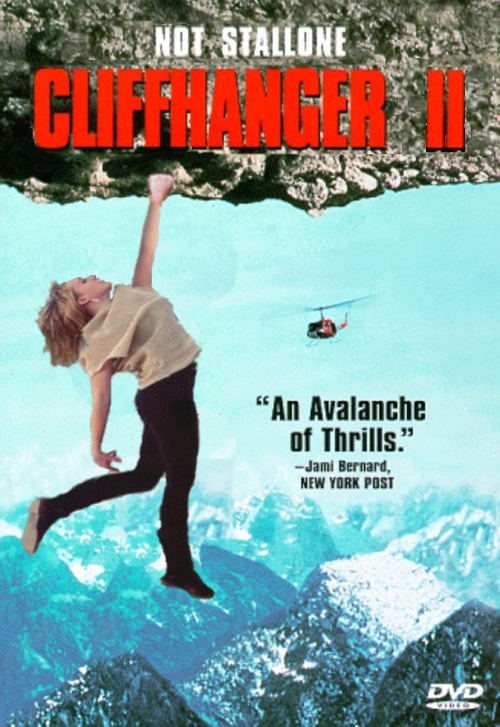 NOT STALLONE
CLIFFHANGER II
“An Avalanche
of Thrills.”
—Jami Bernard,
NEW YORK POST
DVD
VIDEO